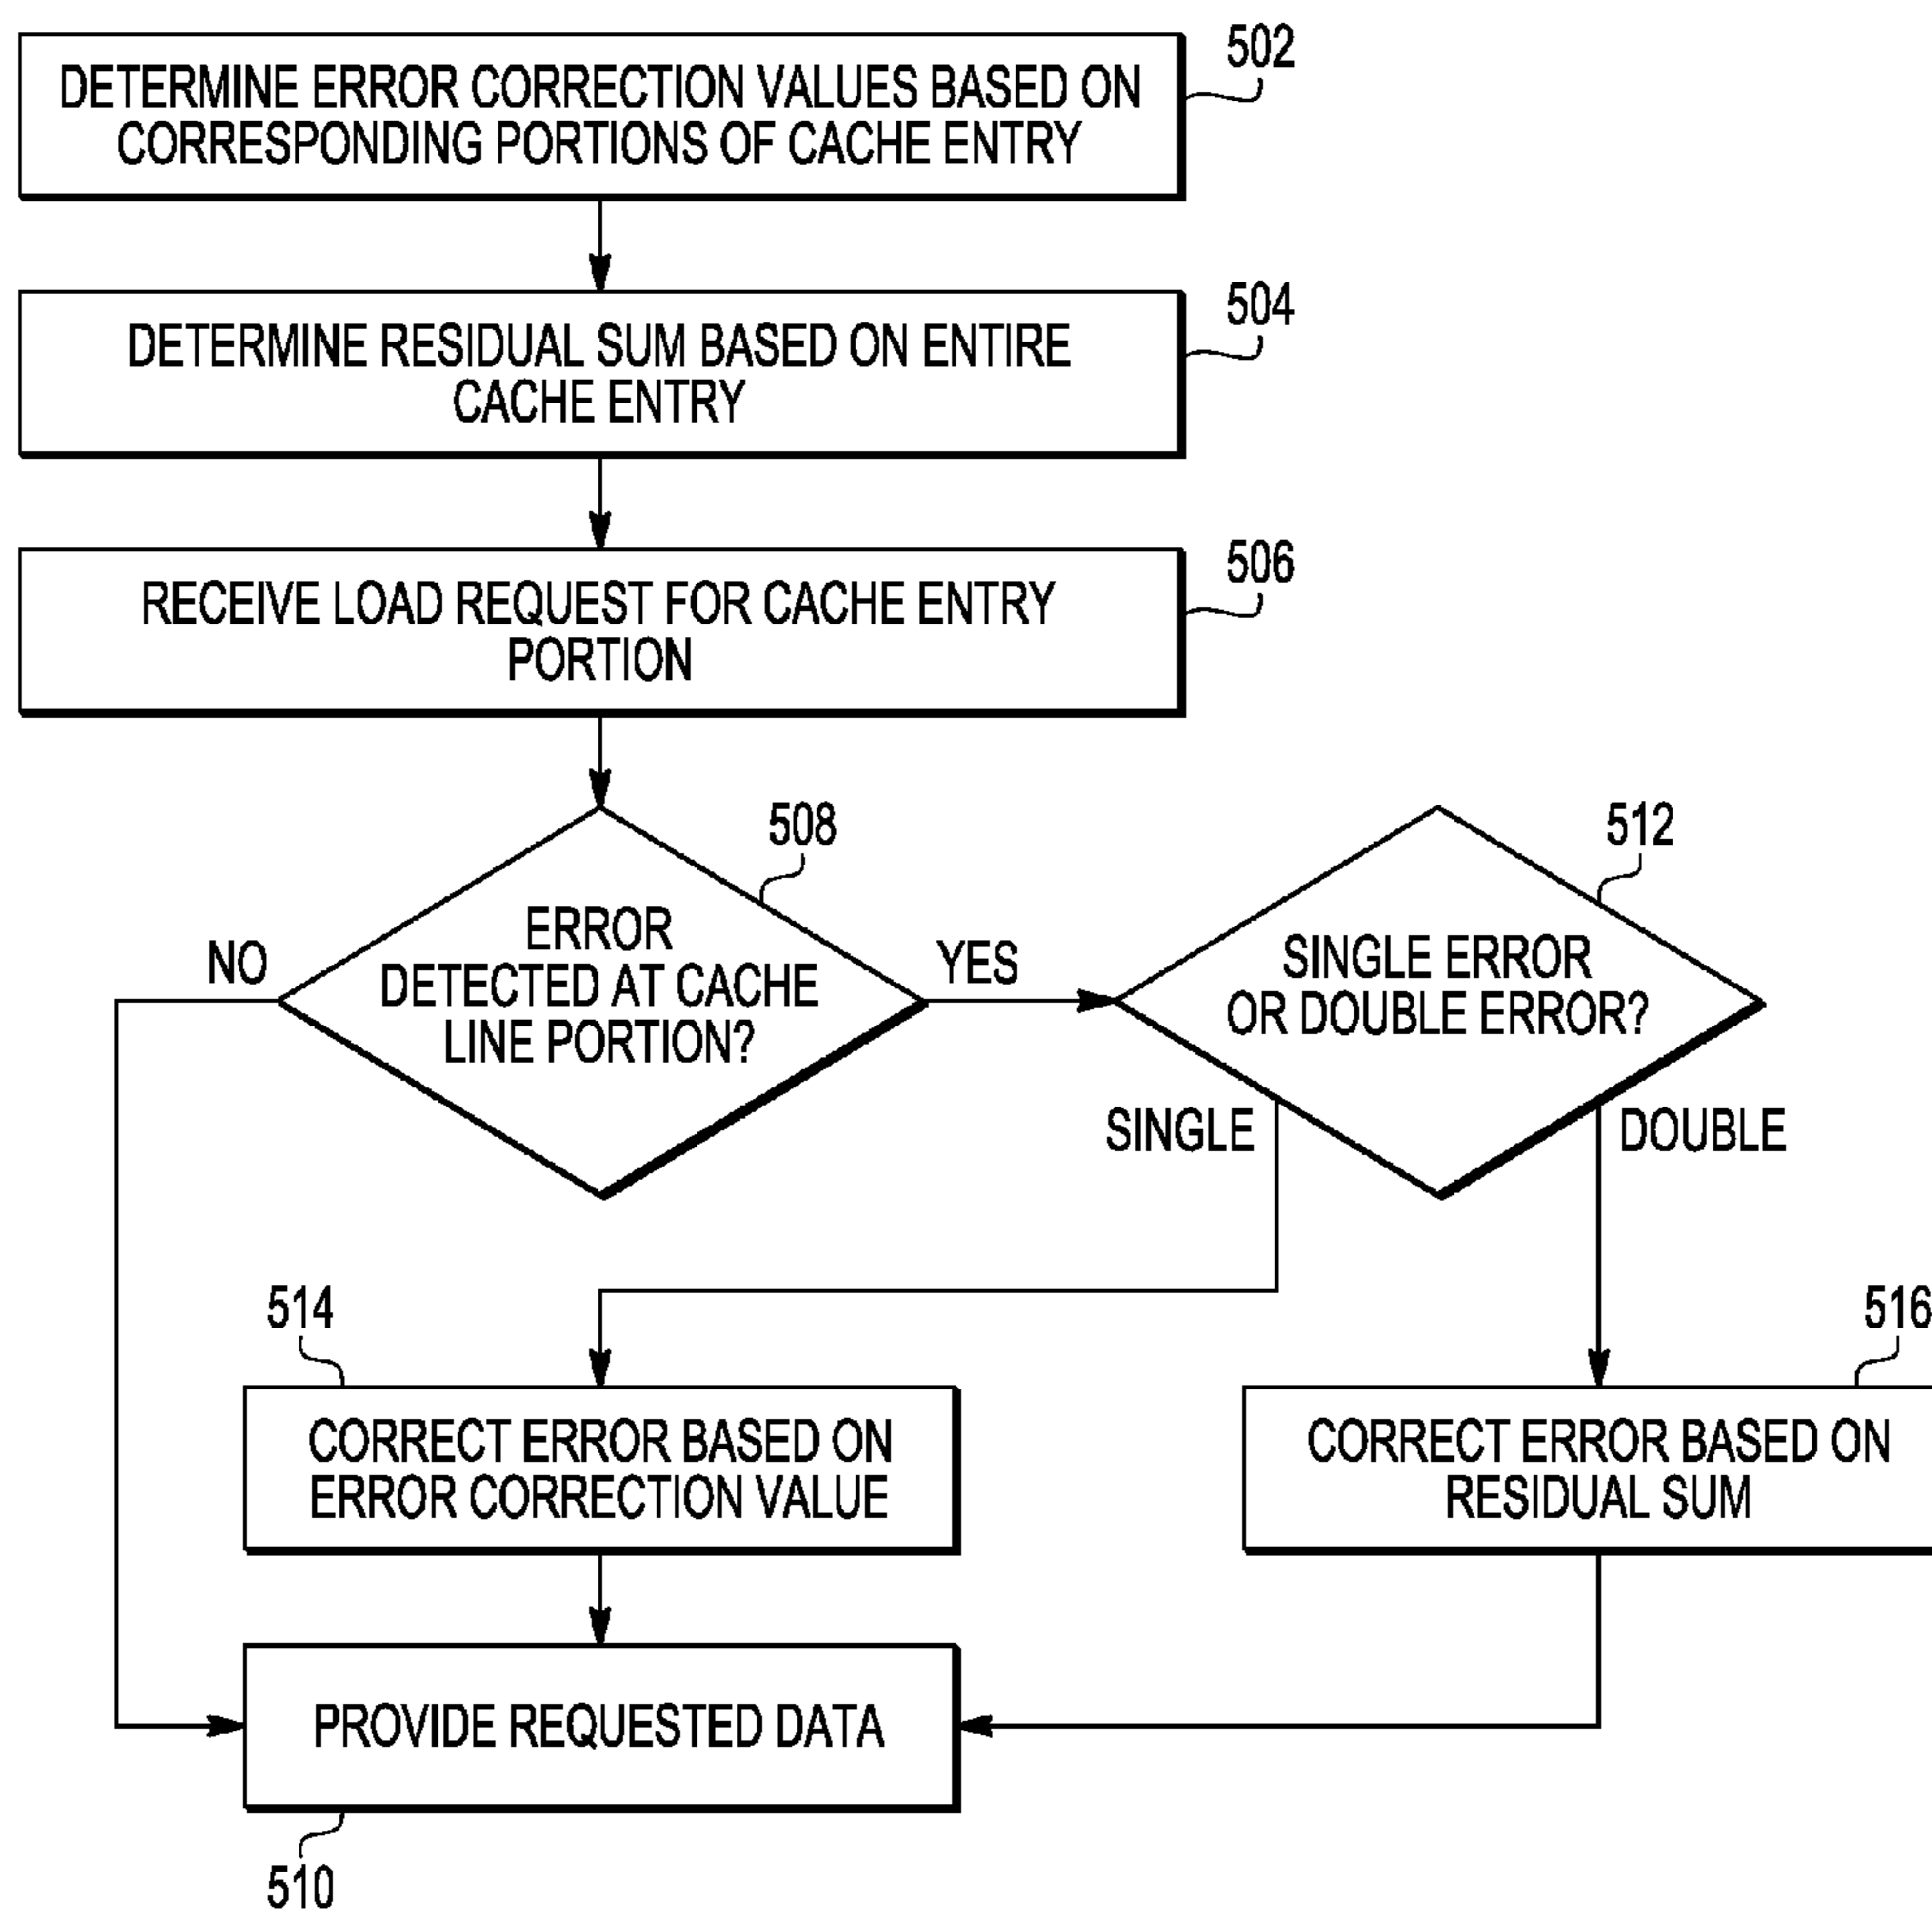 502
DETERMINE ERROR CORRECTION VALUES BASED ON
CORRESPONDING PORTIONS OF CACHE ENTRY
504
DETERMINE RESIDUAL SUM BASED ON ENTIRE
CACHE ENTRY
506
RECEIVE LOAD REQUEST FOR CACHE ENTRY
PORTION
508
ERROR
DETECTED AT CACHE
LINE PORTION?
NO
YES
512
SINGLE ERROR
OR DOUBLE ERROR?
SINGLE
DOUBLE
514
CORRECT ERROR BASED ON
ERROR CORRECTION VALUE
516
CORRECT ERROR BASED ON
RESIDUAL SUM
PROVIDE REQUESTED DATA
510